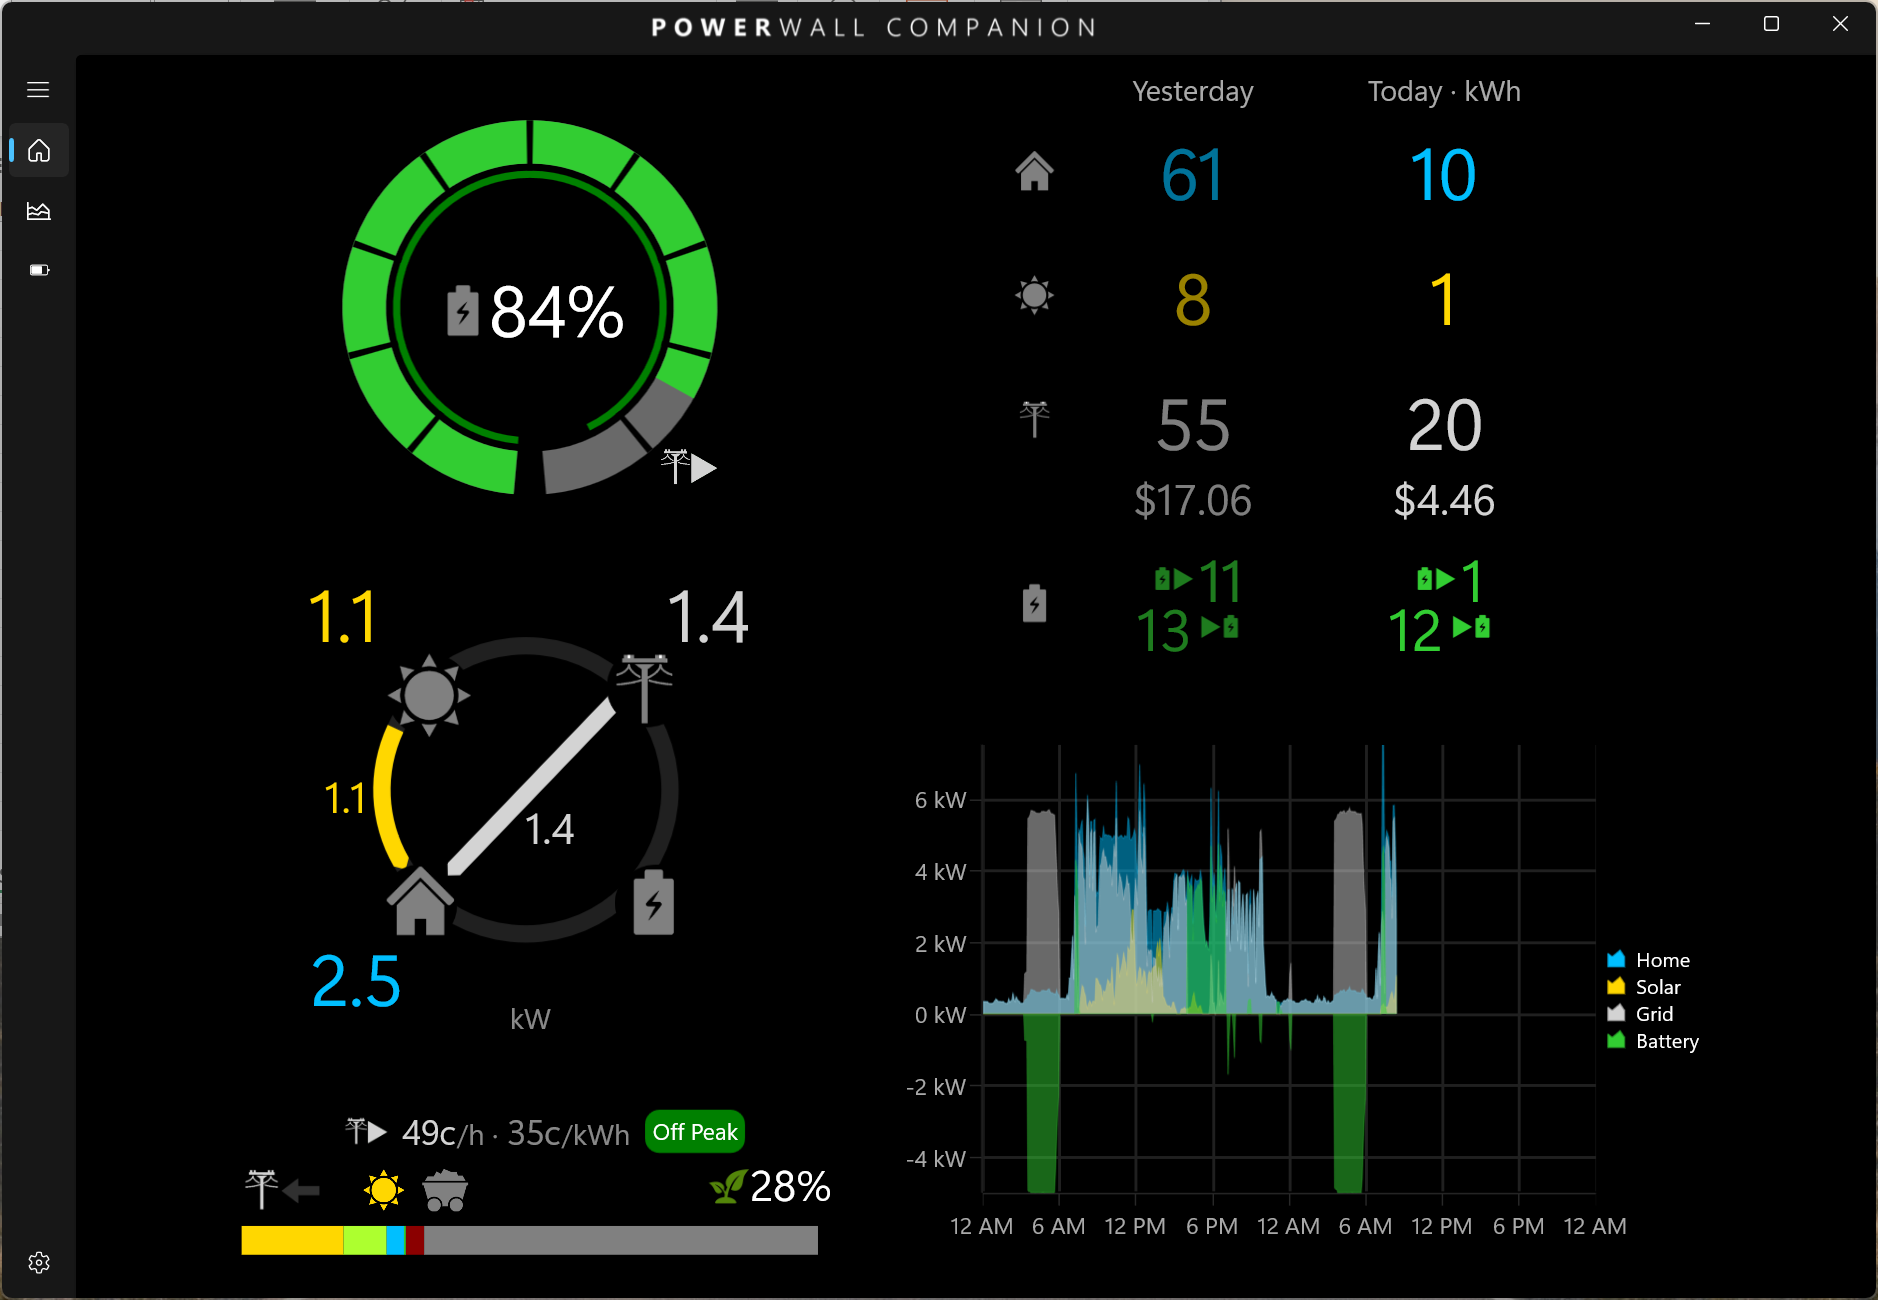 POWERWALL COMPANION
84%
1.1
1.4
1.1
1.4
2.5
kW
49c/h · 35c/kWh Off Peak
28%
Yesterday Today · kWh
61 10
8 1
55 20
$17.06 $4.46
11 1
13 12
6 kW
4 kW
2 kW
0 kW
-2 kW
-4 kW
12 AM 6 AM 12 PM 6 PM 12 AM 6 AM 12 PM 6 PM 12 AM
Home
Solar
Grid
Battery